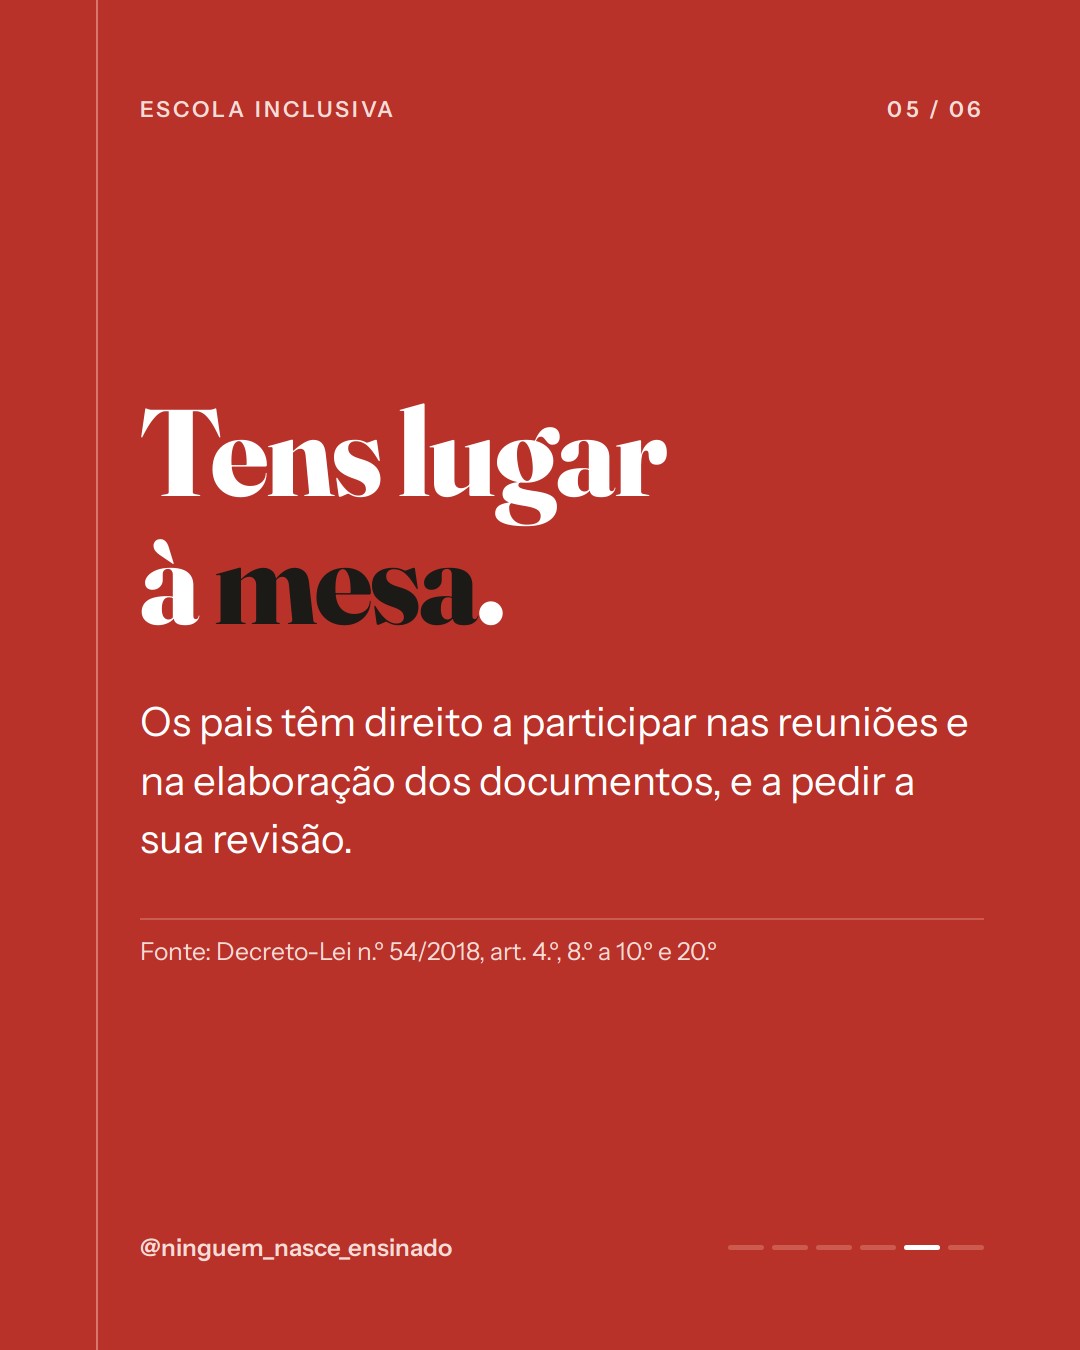 ESCOLA INCLUSIVA
05 / 06
Tens lugar
à mesa.
Os pais têm direito a participar nas reuniões e
na elaboração dos documentos, e a pedir a
sua revisão.
Fonte: Decreto-Lei n.º 54/2018, art. 4.º, 8.º a 10.º e 20.º
@ninguem_nasce_ensinado